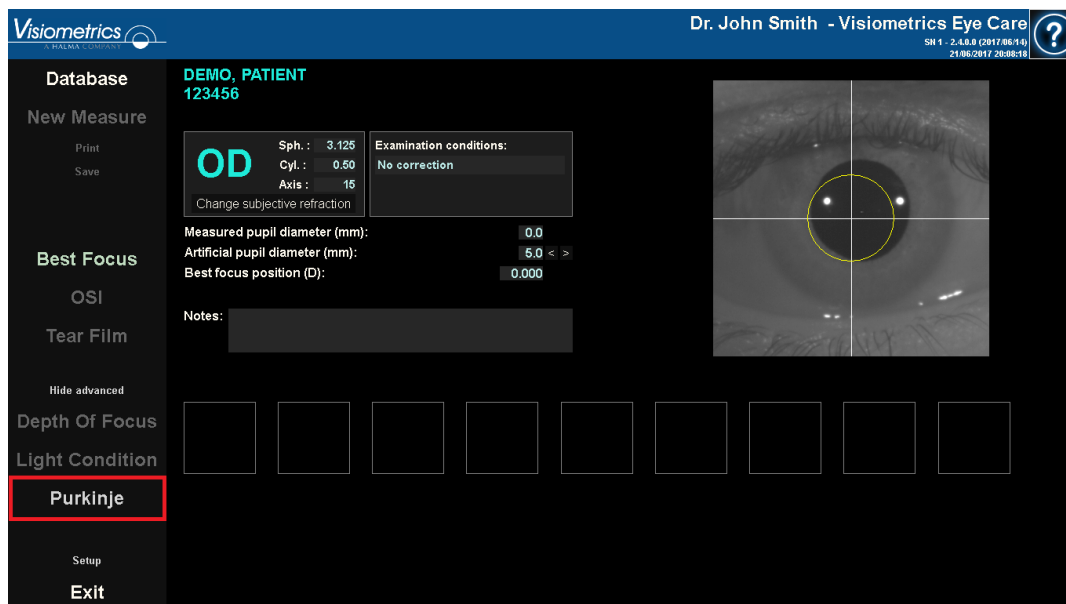 Visiometrics
A HALMA COMPANY
Dr. John Smith - Visiometrics Eye Care
SN 1 - 2.4.0.0 (2017/06/14)
21/06/2017 20:08:18
?
Database
New Measure
Print
Save
Best Focus
OSI
Tear Film
Hide advanced
Depth Of Focus
Light Condition
Purkinje
Setup
Exit
DEMO, PATIENT
123456
OD
Sph. : 3.125
Cyl. : 0.50
Axis : 15
Change subjective refraction
Examination conditions:
No correction
Measured pupil diameter (mm): 0.0
Artificial pupil diameter (mm): 5.0 < >
Best focus position (D): 0.000
Notes: